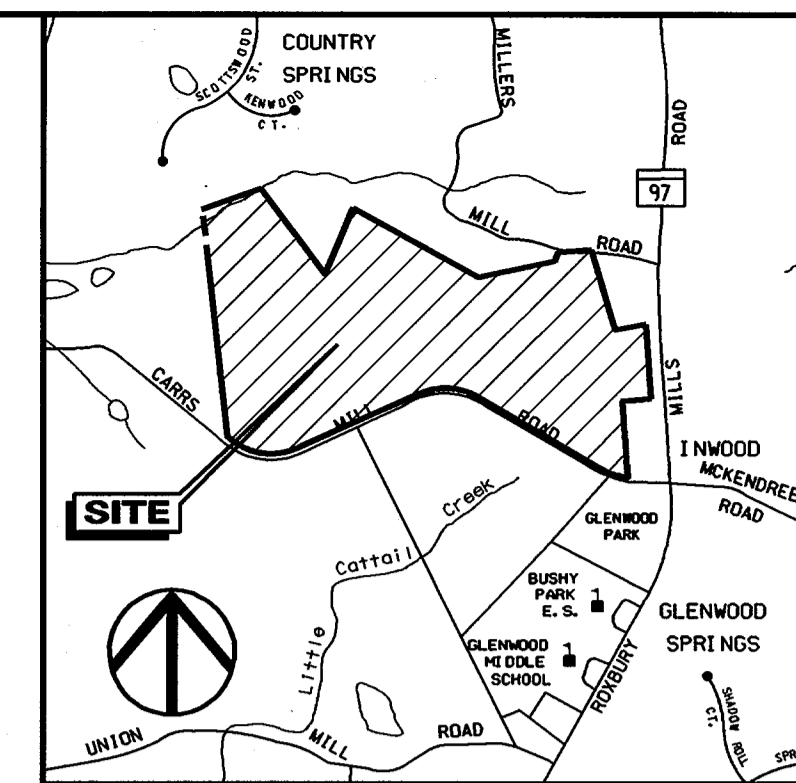 COUNTRY
SPRINGS
SCOTTSWOOD
ST.
KENWOOD
CT.
MILLERS
MILL
ROAD
ROAD
97
MILLS
CARRS
MILL
ROAD
INWOOD
MCKENDREE
ROAD
SITE
Little
Cattail
Creek
GLENWOOD
PARK
BUSHY
PARK
E.S.
GLENWOOD
MIDDLE
SCHOOL
GLENWOOD
SPRINGS
ROXBURY
SHADOW
ROLL
CT.
UNION
MILL
ROAD
SPR